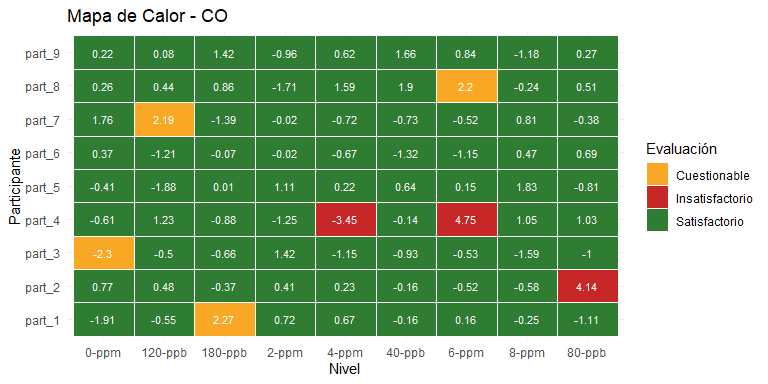 Mapa de Calor - CO
Participante
part_9 0.22 0.08 1.42 -0.96 0.62 1.66 0.84 -1.18 0.27
part_8 0.26 0.44 0.86 -1.71 1.59 1.9 2.2 -0.24 0.51
part_7 1.76 2.19 -1.39 -0.02 -0.72 -0.73 -0.52 0.81 -0.38
part_6 0.37 -1.21 -0.07 -0.02 -0.67 -1.32 -1.15 0.47 0.69
part_5 -0.41 -1.88 0.01 1.11 0.22 0.64 0.15 1.83 -0.81
part_4 -0.61 1.23 -0.88 -1.25 -3.45 -0.14 4.75 1.05 1.03
part_3 -2.3 -0.5 -0.66 1.42 -1.15 -0.93 -0.53 -1.59 -1
part_2 0.77 0.48 -0.37 0.41 0.23 -0.16 -0.52 -0.58 4.14
part_1 -1.91 -0.55 2.27 0.72 0.67 -0.16 0.16 -0.25 -1.11
0-ppm 120-ppb 180-ppb 2-ppm 4-ppm 40-ppb 6-ppm 8-ppm 80-ppb
Nivel
Evaluación
Cuestionable
Insatisfactorio
Satisfactorio